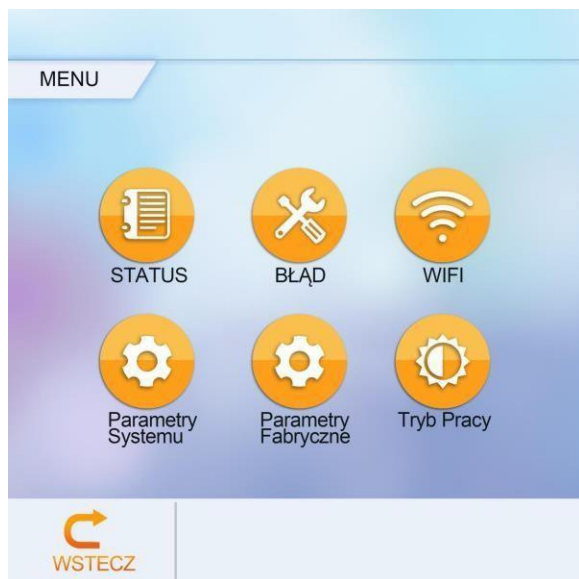 MENU
STATUS
BŁĄD
WIFI
Parametry
Systemu
Parametry
Fabryczne
Tryb Pracy
WSTECZ